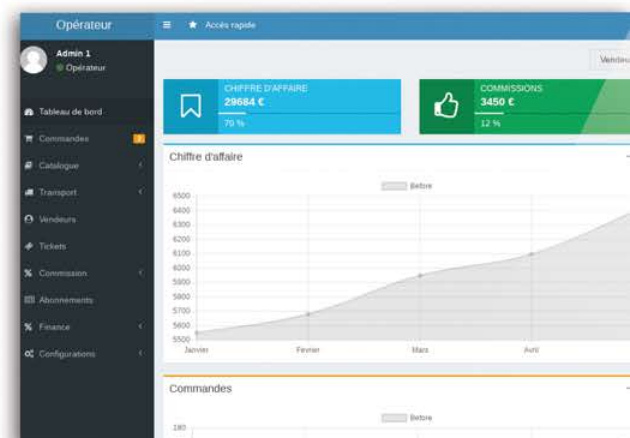 Opérateur
Accès rapide
Admin 1
Opérateur
Vendeu
Tableau de bord
Commandes
Catalogue
Transport
Vendeurs
Tickets
Commission
Abonnements
Finance
Configurations
CHIFFRE D'AFFAIRE
29684 €
70 %
COMMISSIONS
3450 €
12 %
Chiffre d'affaire
Before
6500
6400
6300
6200
6100
6000
5900
5800
5700
5600
5500
Janvier Fevrier Mars Avril
Commandes
Before
180